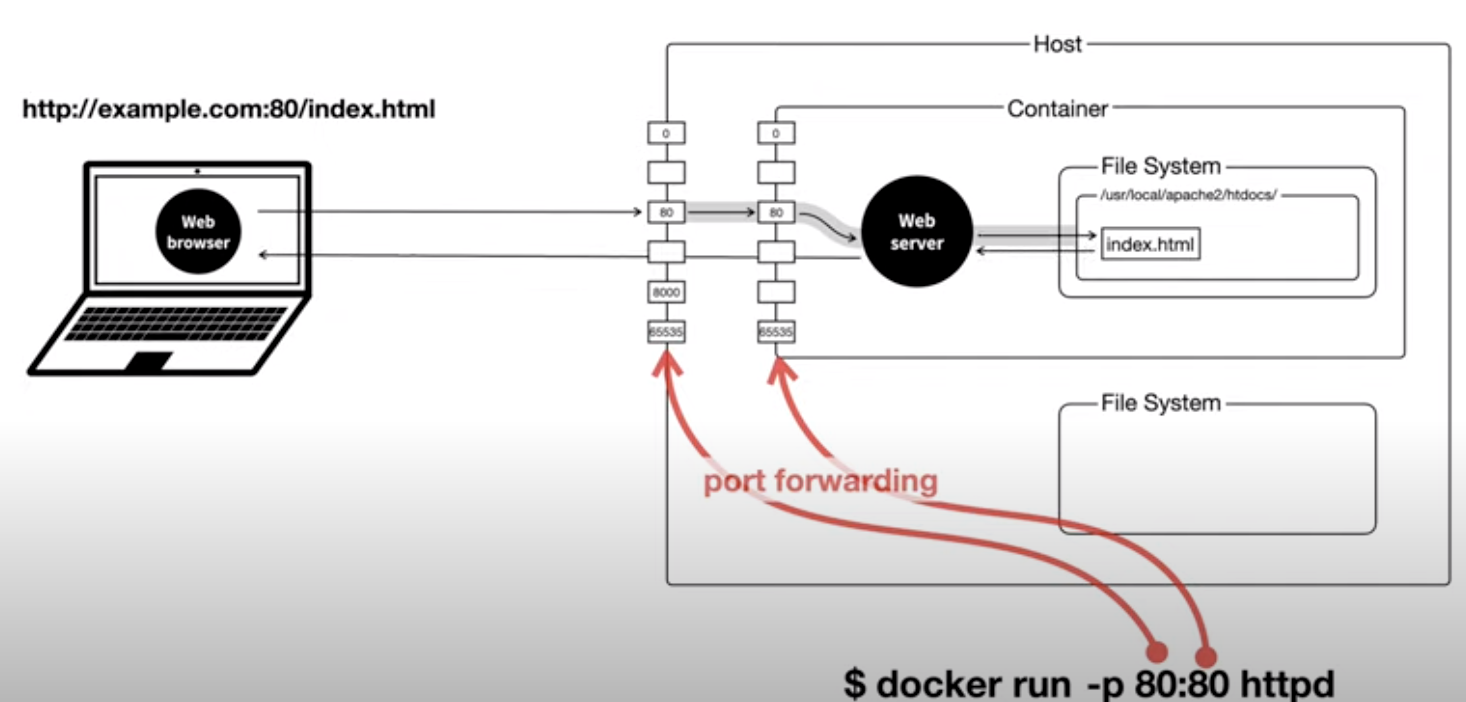 http://example.com:80/index.html
Web
browser
Host
0
80
8000
65535
Container
0
80
65535
Web
server
File System
/usr/local/apache2/htdocs/
index.html
File System
port forwarding
$ docker run -p 80:80 httpd